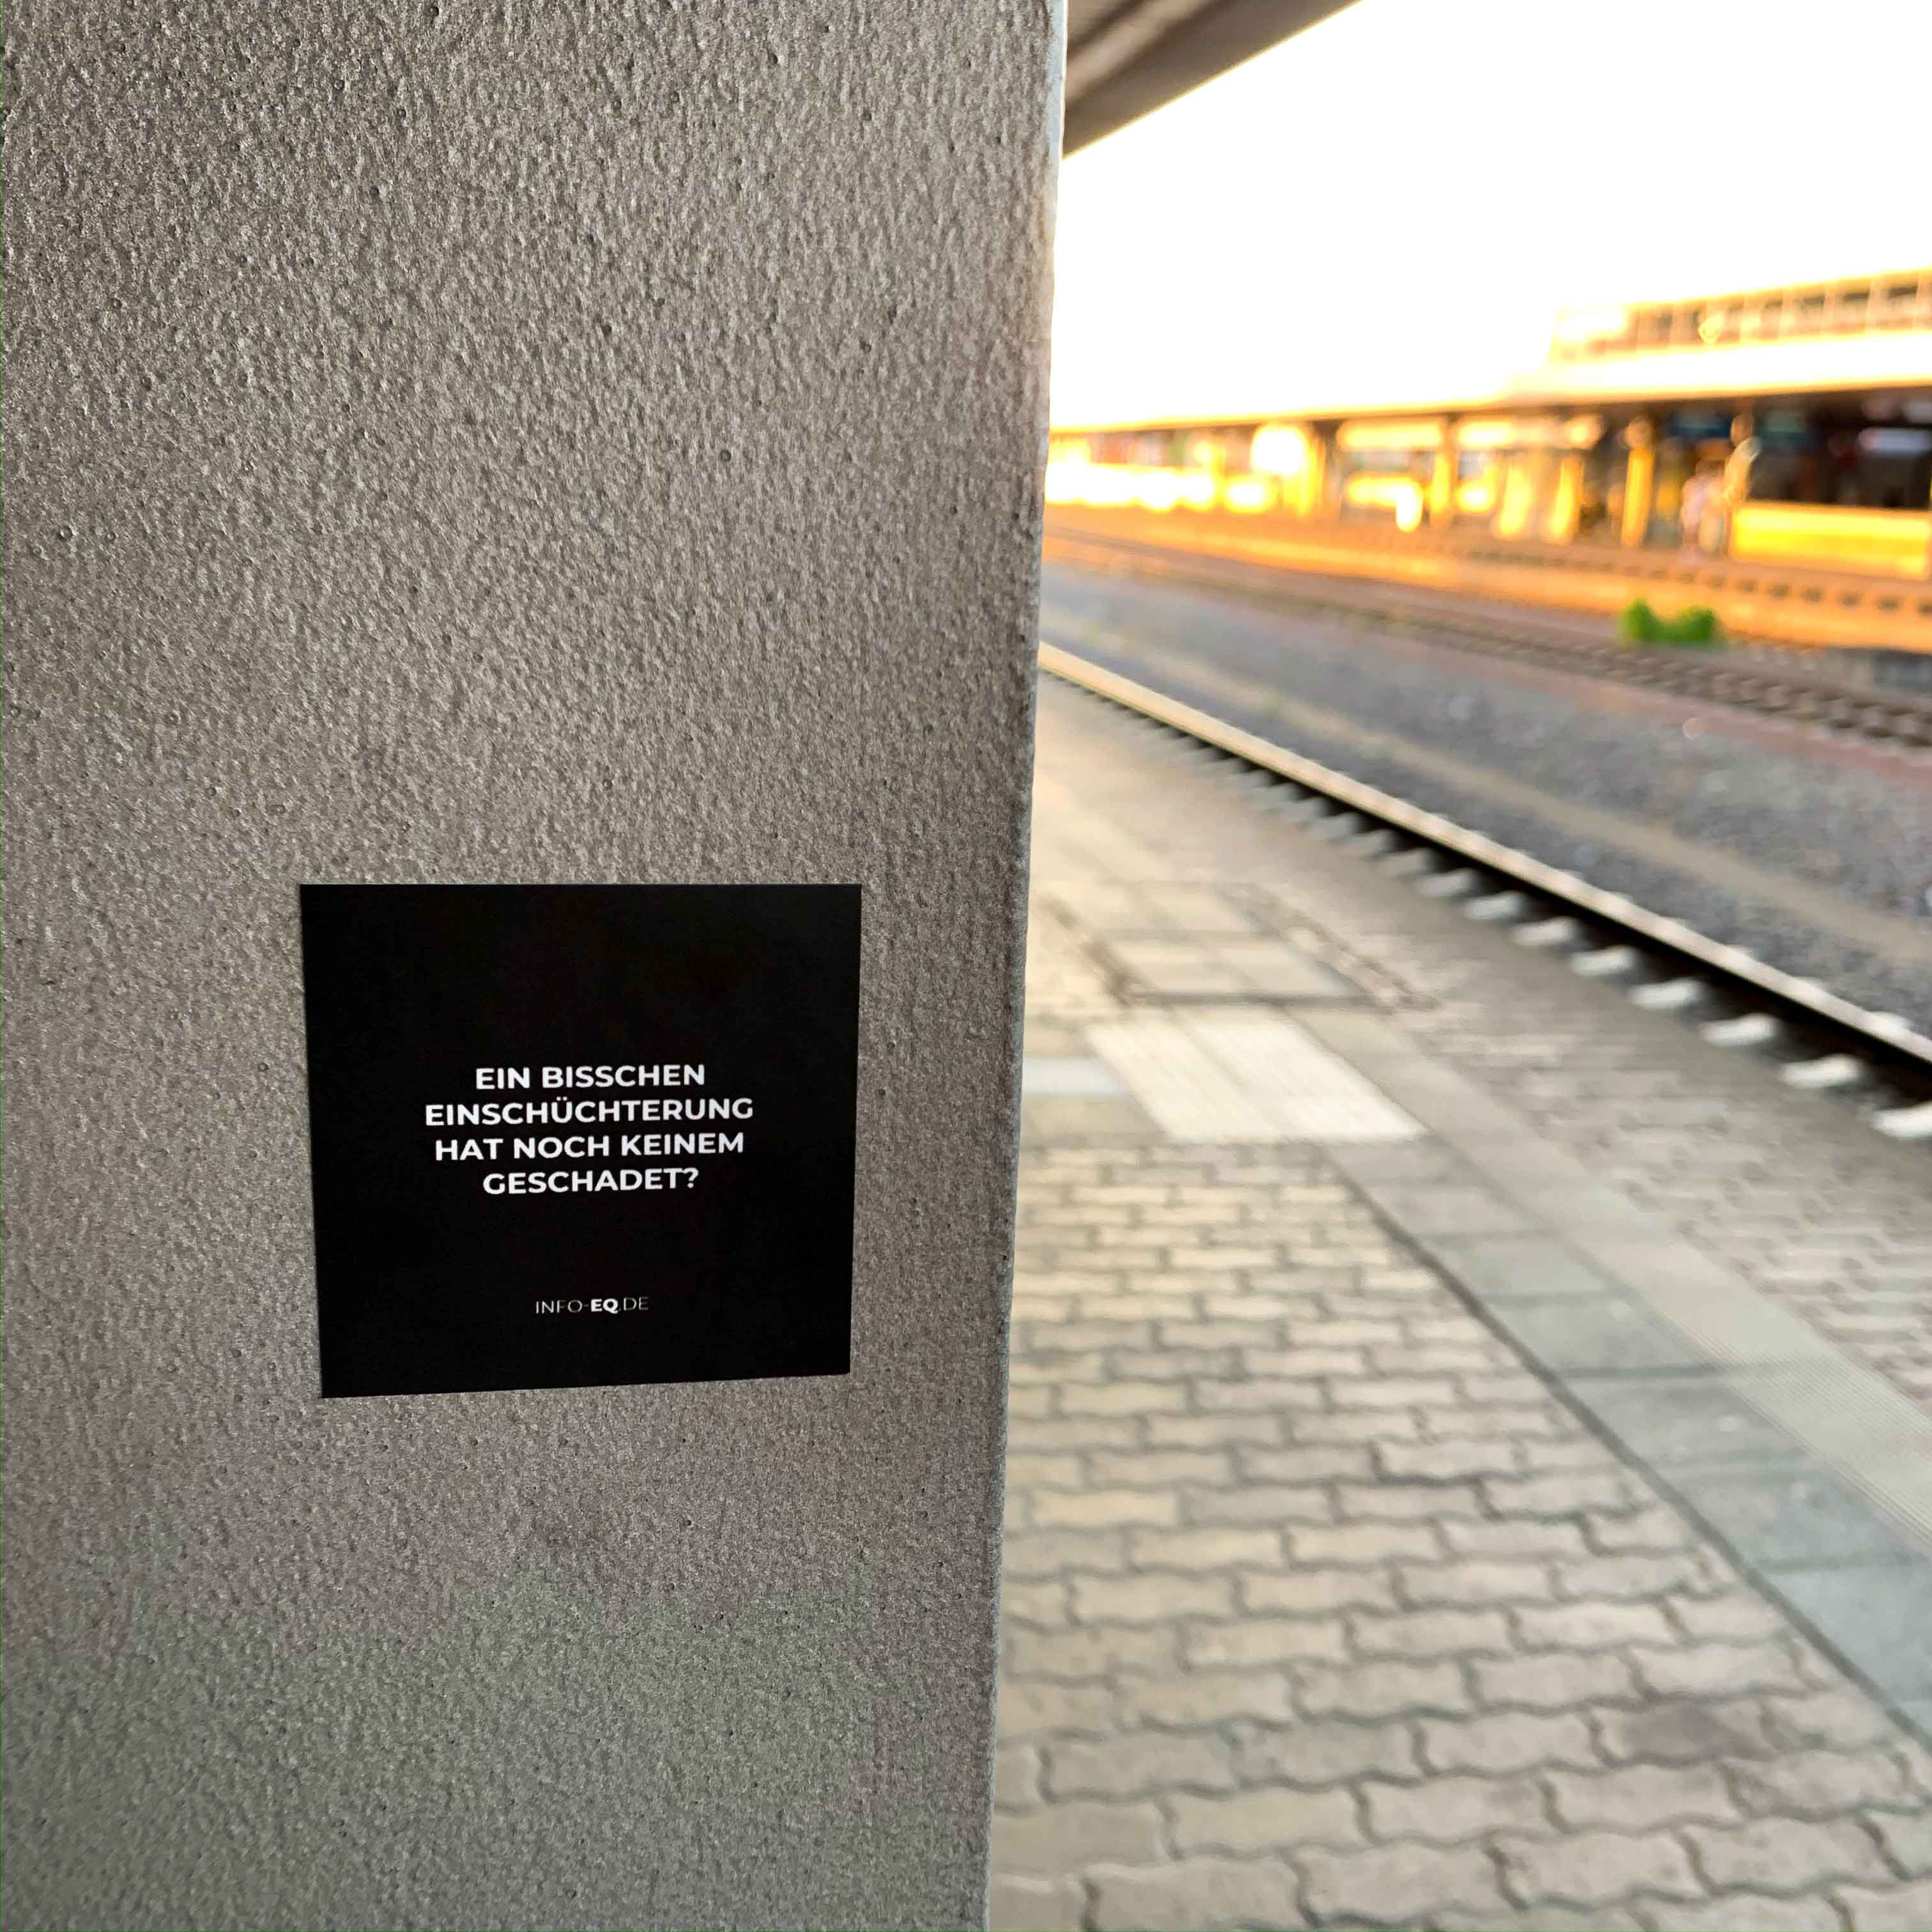 EIN BISSCHEN
EINSCHÜCHTERUNG
HAT NOCH KEINEM
GESCHADET?
INFO-EQ.DE